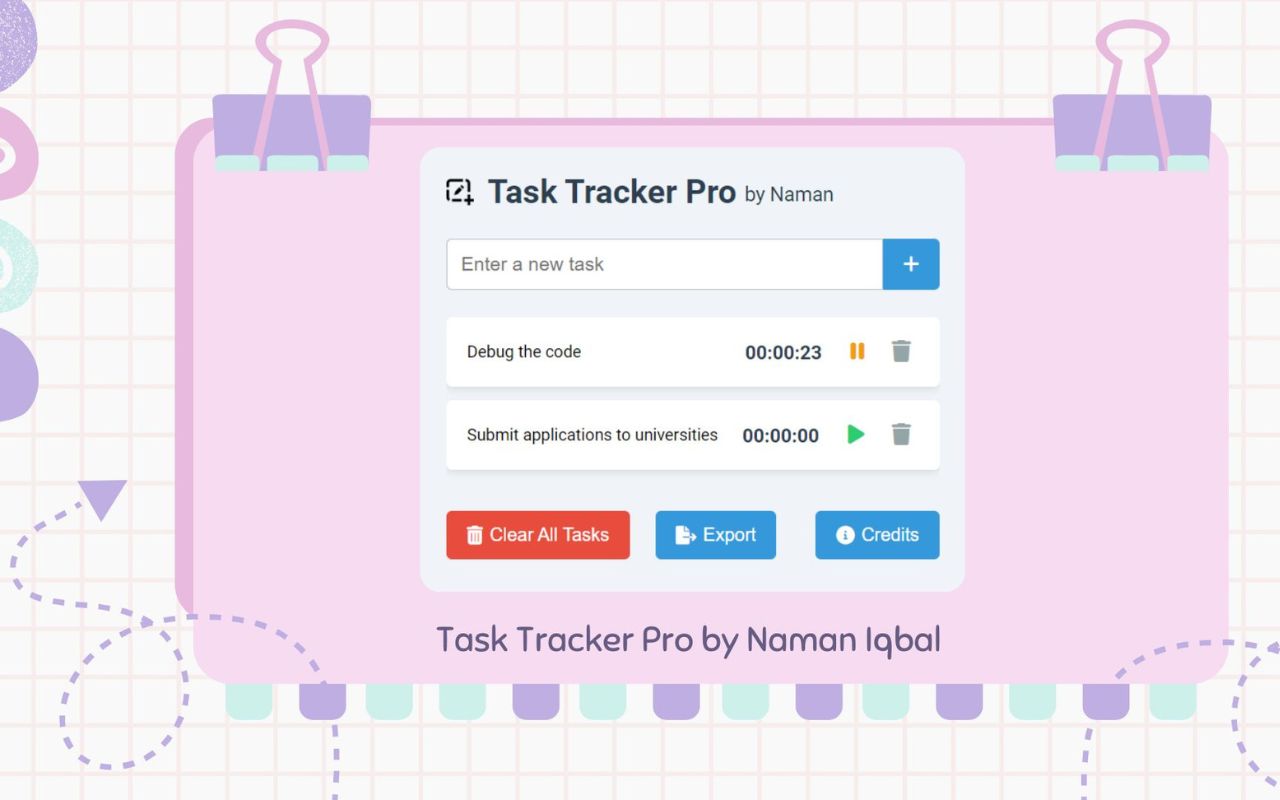 Task Tracker Pro by Naman
Enter a new task
+
Debug the code 00:00:23
Submit applications to universities 00:00:00
Clear All Tasks Export Credits
Task Tracker Pro by Naman Iqbal